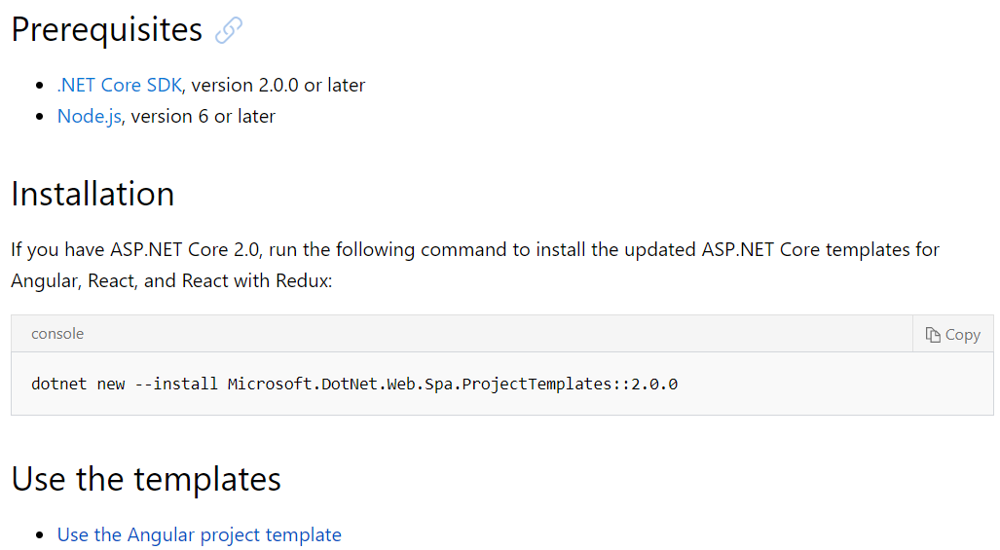 Prerequisites
.NET Core SDK, version 2.0.0 or later
Node.js, version 6 or later
Installation
If you have ASP.NET Core 2.0, run the following command to install the updated ASP.NET Core templates for
Angular, React, and React with Redux:
console Copy
dotnet new --install Microsoft.DotNet.Web.Spa.ProjectTemplates::2.0.0
Use the templates
Use the Angular project template